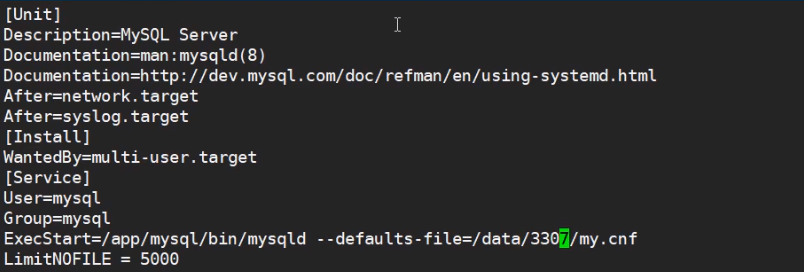 [Unit]
Description=MySQL Server
Documentation=man:mysqld(8)
Documentation=http://dev.mysql.com/doc/refman/en/using-systemd.html
After=network.target
After=syslog.target
[Install]
WantedBy=multi-user.target
[Service]
User=mysql
Group=mysql
ExecStart=/app/mysql/bin/mysqld --defaults-file=/data/3307/my.cnf
LimitNOFILE = 5000